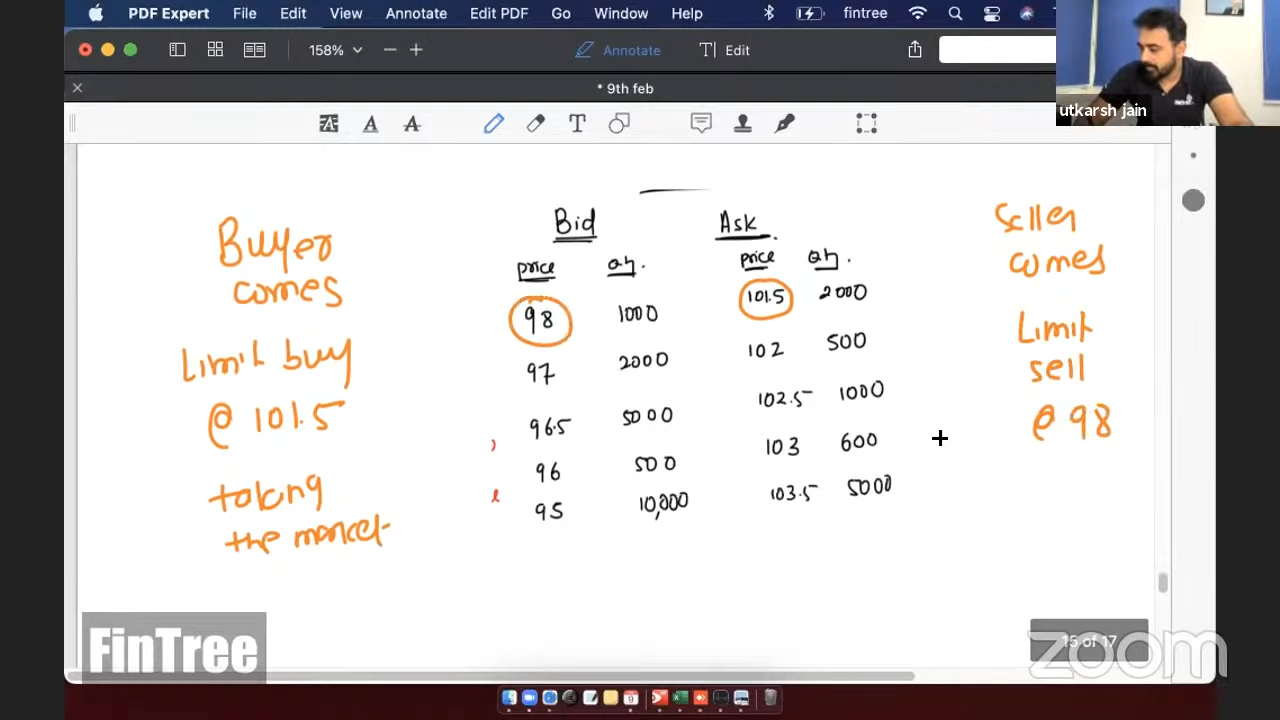 PDF Expert File Edit View Annotate Edit PDF Go Window Help fintree
158% Annotate T Edit
* 9th feb
utkarsh jain
Bid Ask
price qty. price qty.
98 1000 101.5 2000
97 2000 102 500
96.5 5000 102.5 1000
96 500 103 600
95 10,000 103.5 5000
Buyer
comes
Limit buy
@ 101.5
taking
the market
Seller
comes
Limit
sell
@ 98
15 of 17
FinTree
zoom